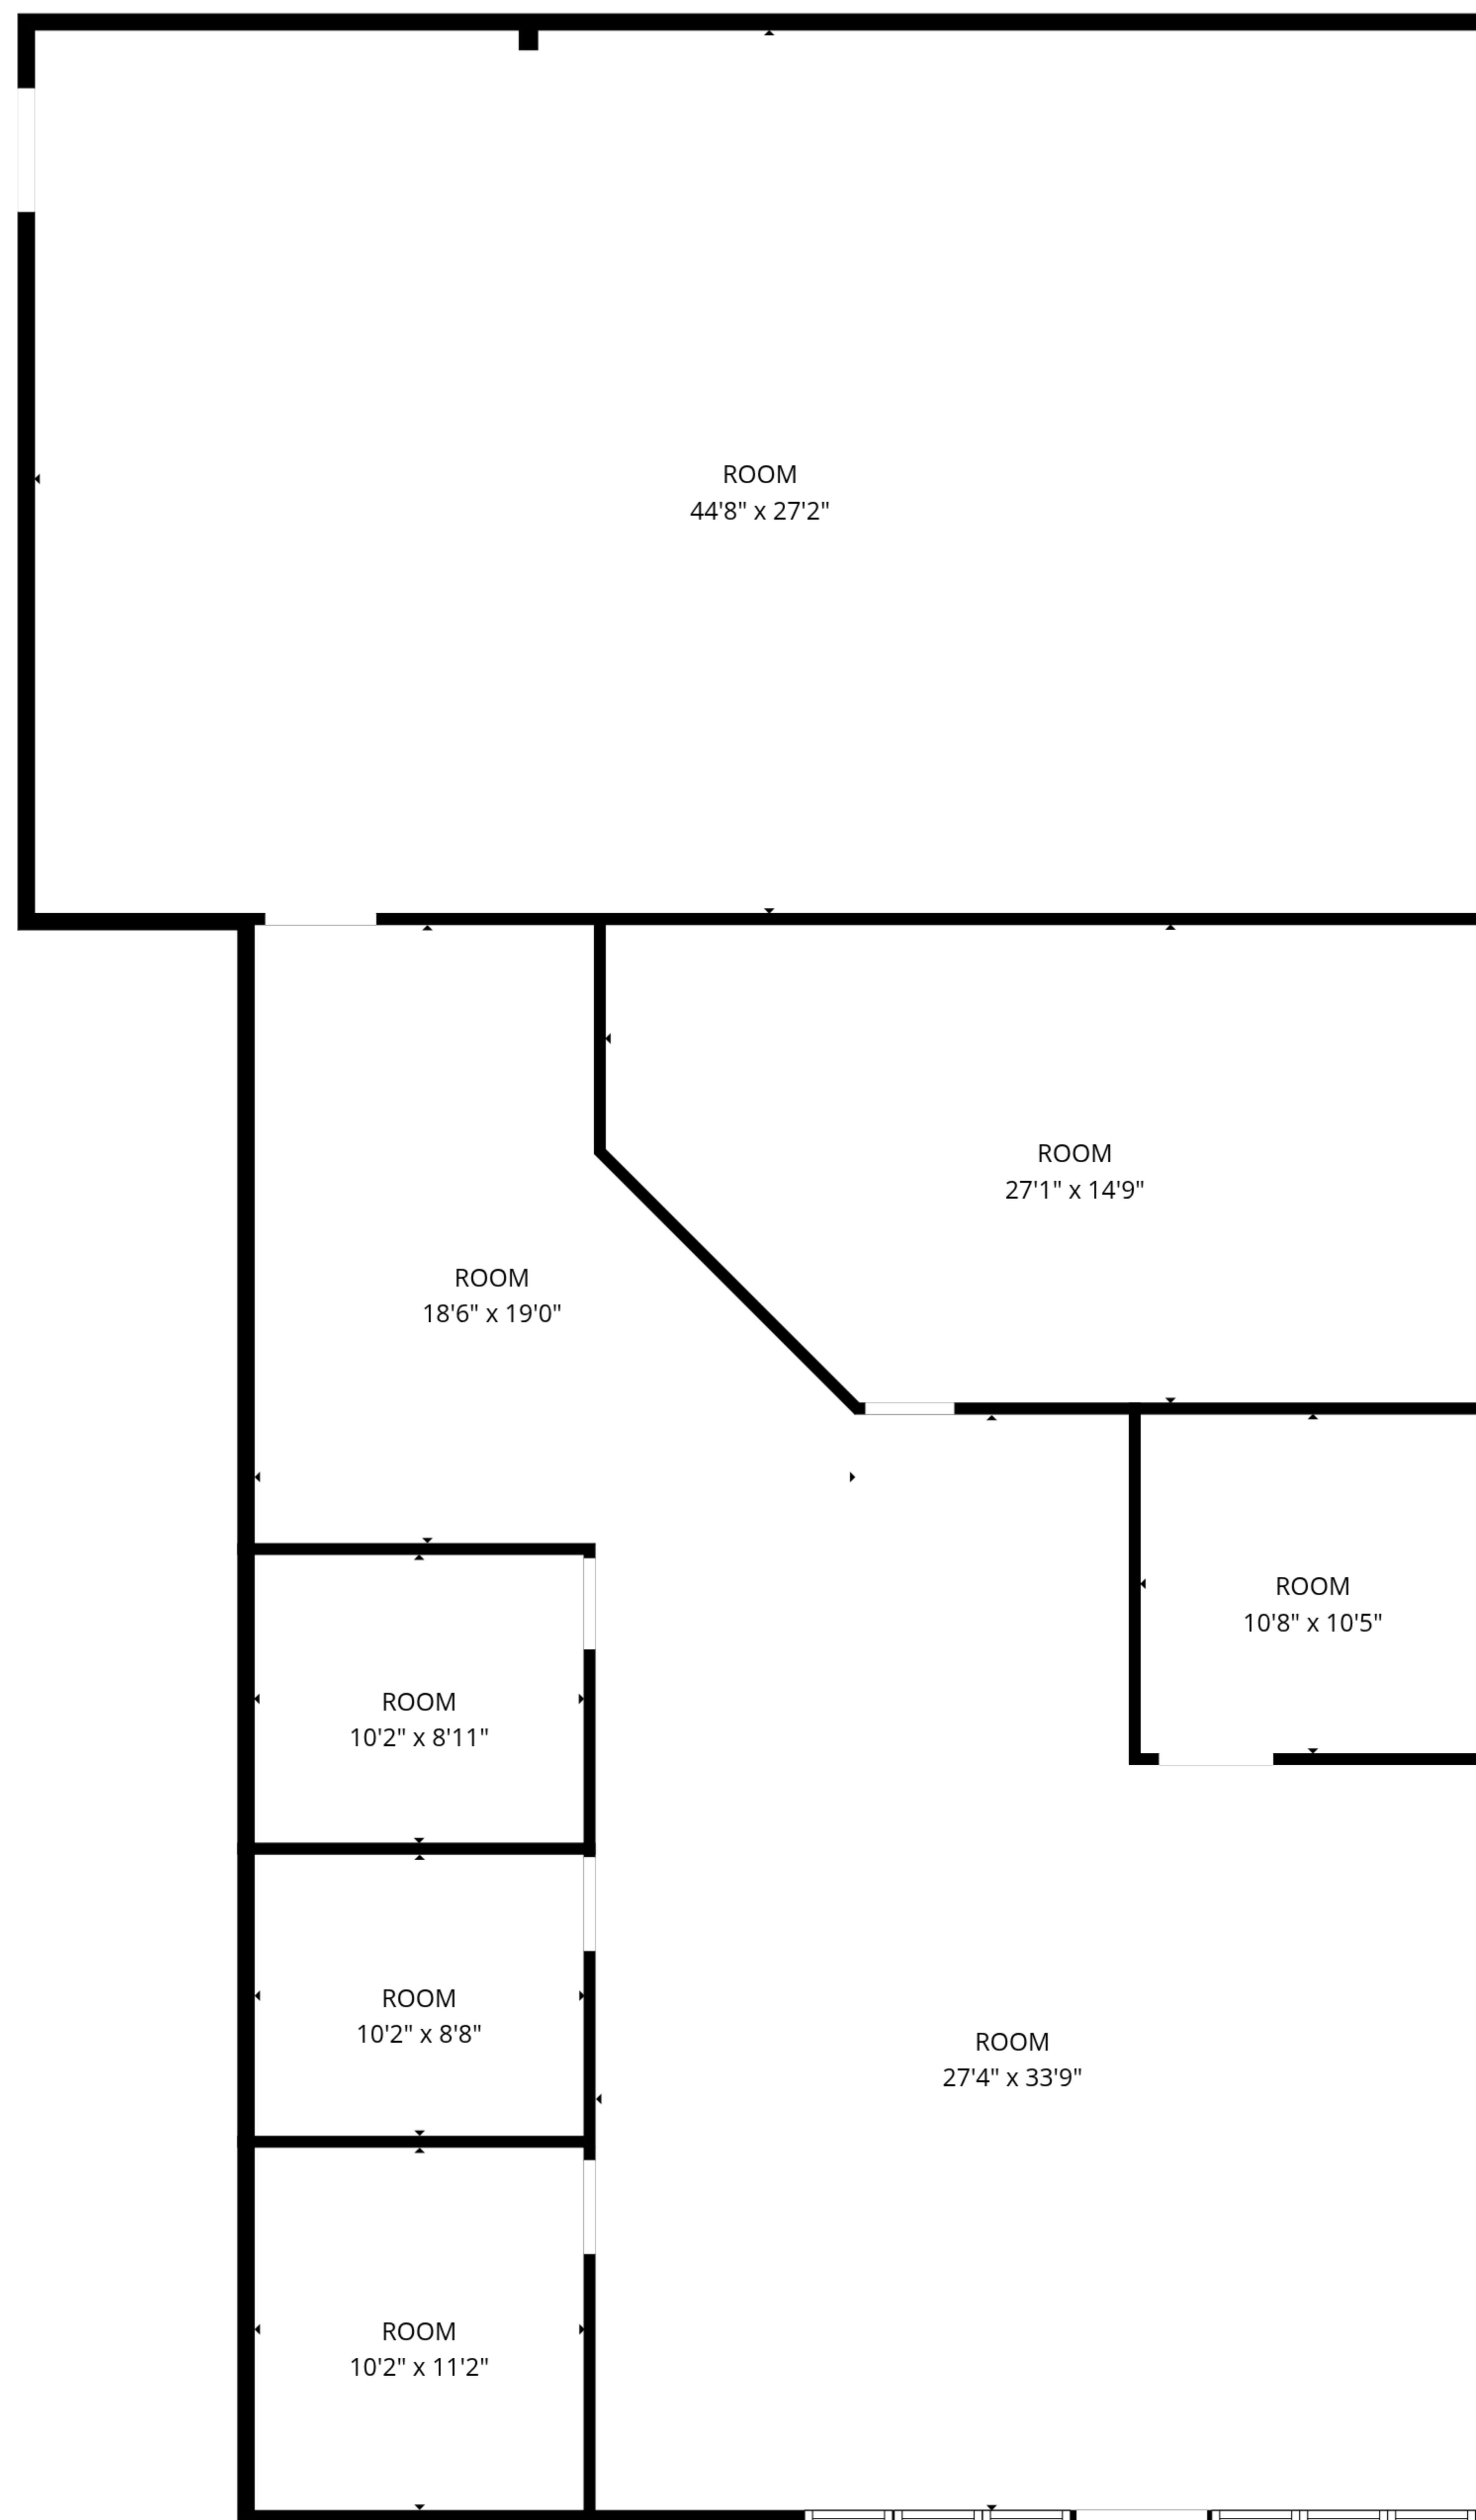 ROOM
44'8" x 27'2"
ROOM
27'1" x 14'9"
ROOM
18'6" x 19'0"
ROOM
10'8" x 10'5"
ROOM
10'2" x 8'11"
ROOM
10'2" x 8'8"
ROOM
27'4" x 33'9"
ROOM
10'2" x 11'2"